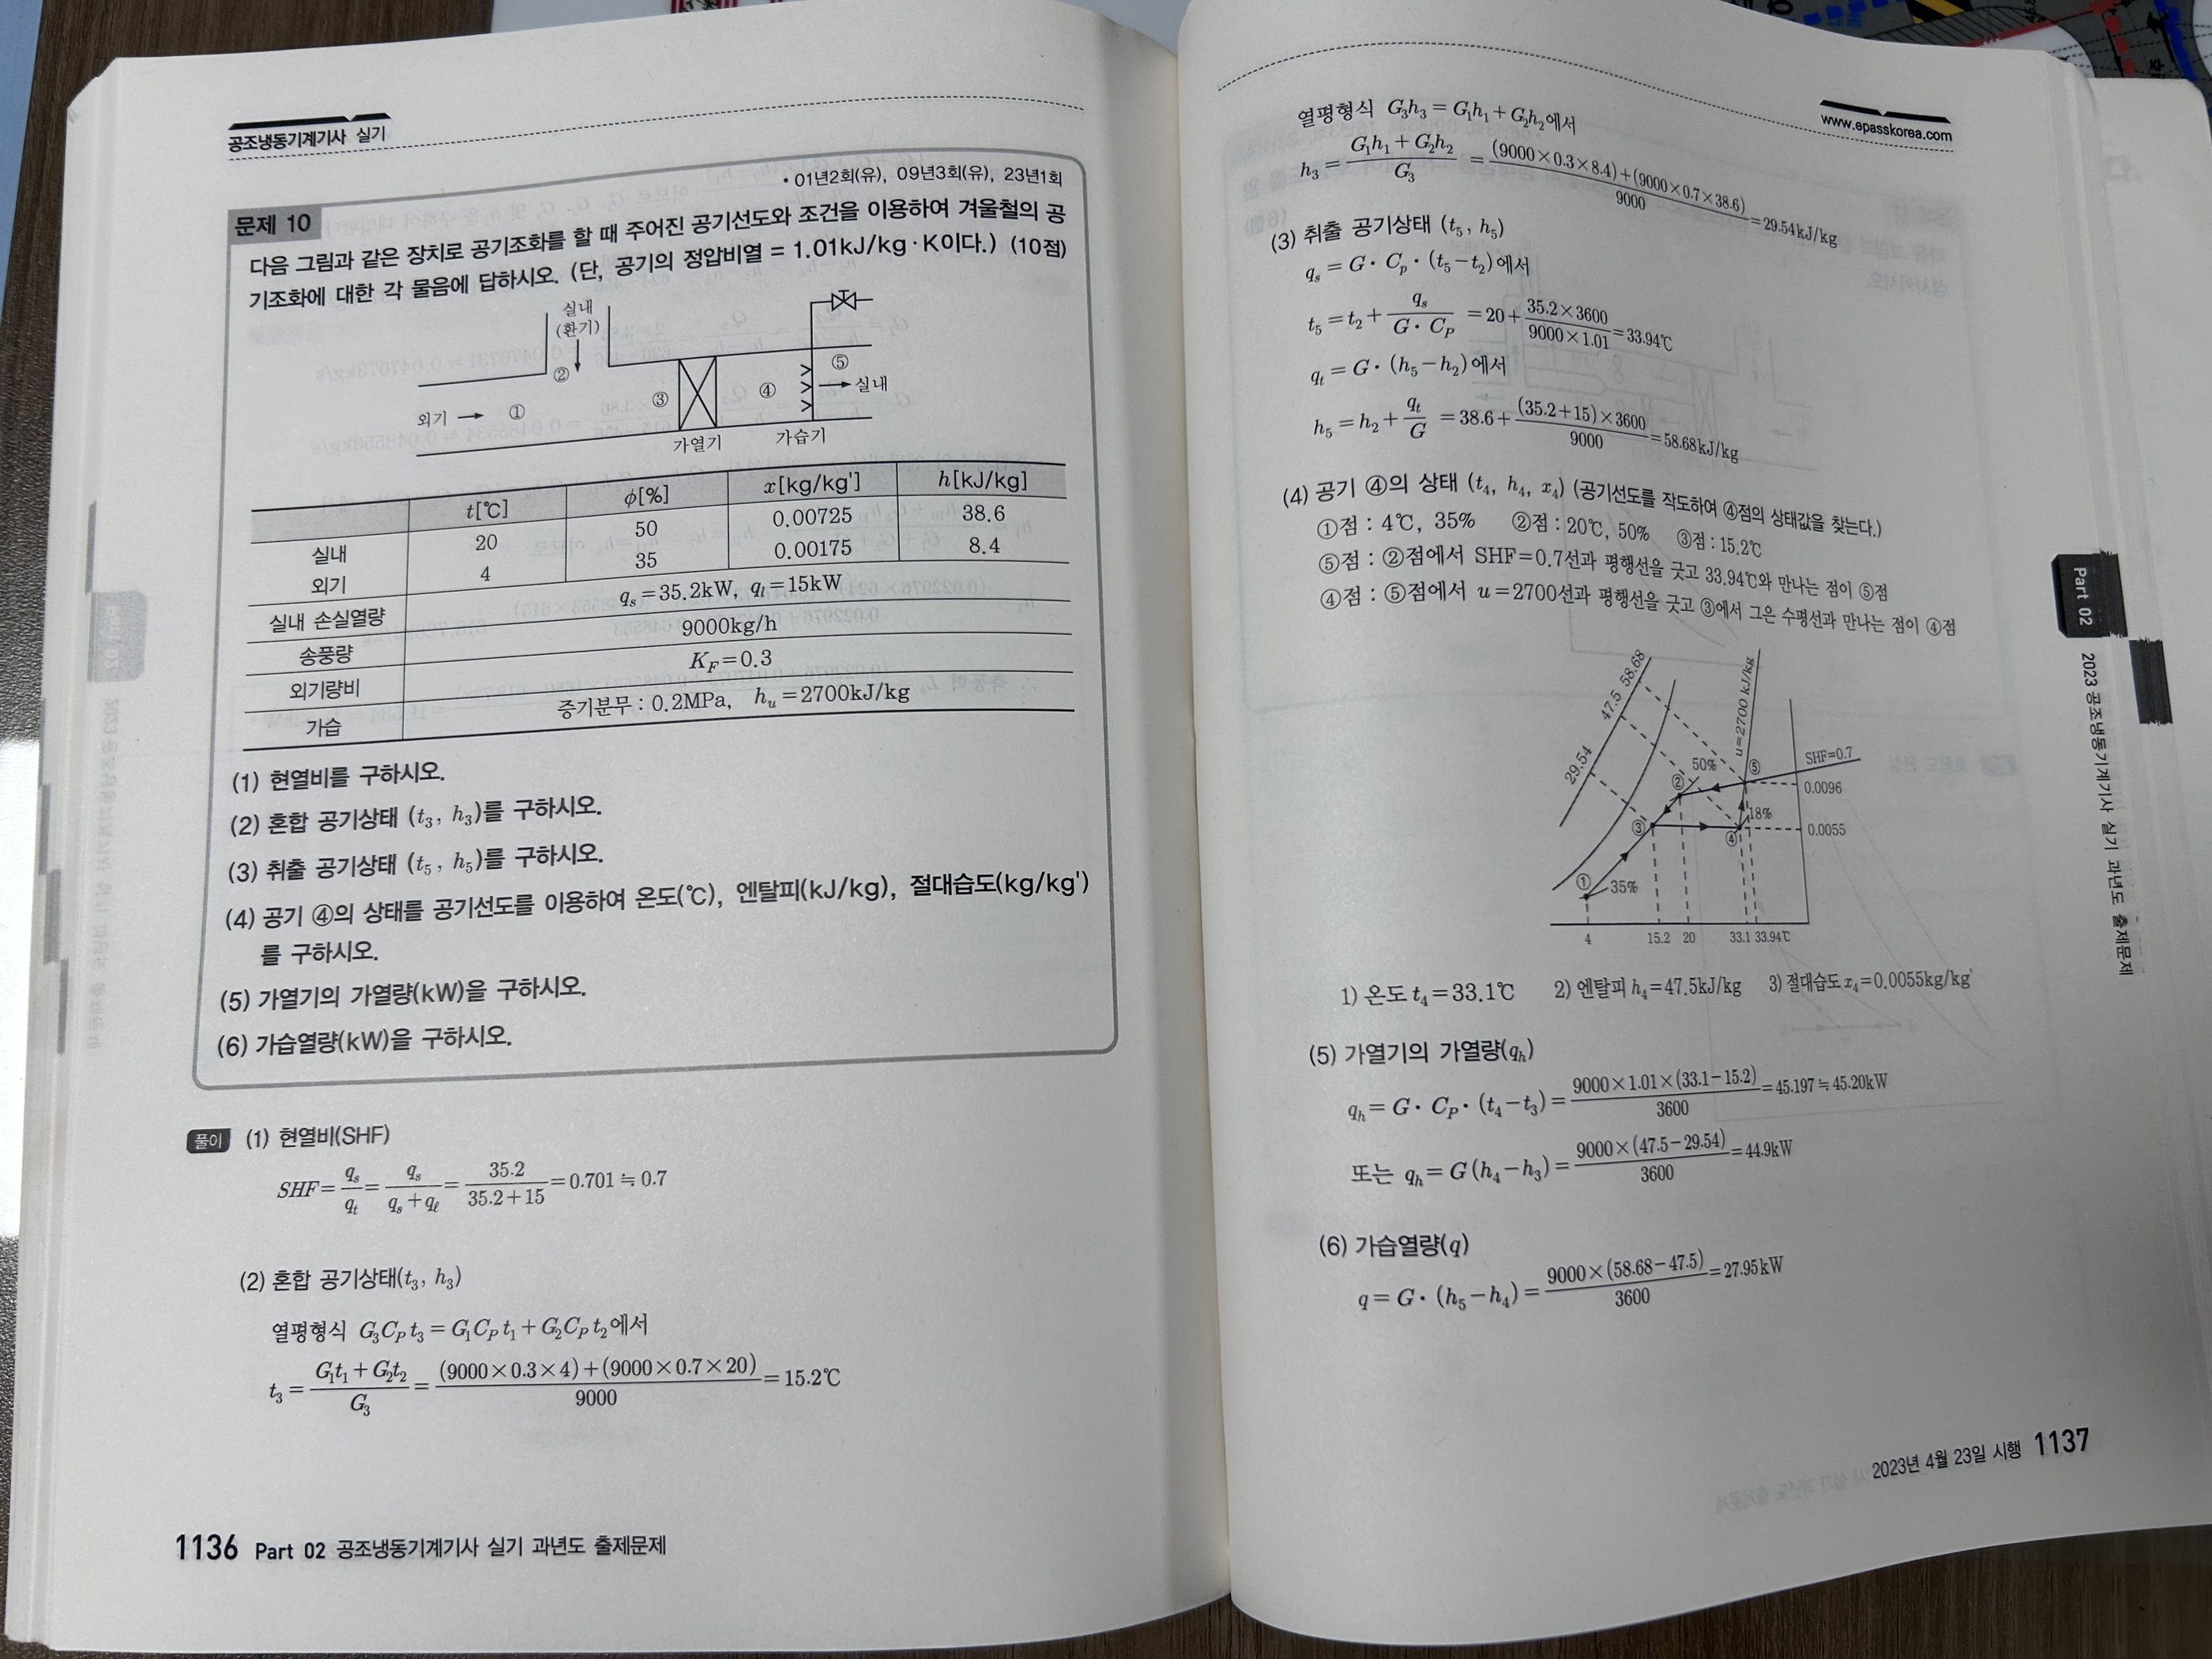 공조냉동기계기사 실기
• 01년2회(유), 09년3회(유), 23년1회
문제 10
다음 그림과 같은 장치로 공기조화를 할 때 주어진 공기선도와 조건을 이용하여 겨울철의 공
기조화에 대한 각 물음에 답하시오. (단, 공기의 정압비열 = 1.01kJ/kg·K이다.) (10점)
실내
(환기)
②
외기 → ①
③
④
⑤
→ 실내
가열기
가습기
t[℃] ϕ[%] x[kg/kg'] h[kJ/kg]
실내 20 50 0.00725 38.6
외기 4 35 0.00175 8.4
실내 손실열량 qs=35.2kW, ql=15kW
송풍량 9000kg/h
외기량비 KF=0.3
가습 증기분무 : 0.2MPa, hu=2700kJ/kg
(1) 현열비를 구하시오.
(2) 혼합 공기상태 (t3, h3)를 구하시오.
(3) 취출 공기상태 (t5, h5)를 구하시오.
(4) 공기 ④의 상태를 공기선도를 이용하여 온도(℃), 엔탈피(kJ/kg), 절대습도(kg/kg')
를 구하시오.
(5) 가열기의 가열량(kW)을 구하시오.
(6) 가습열량(kW)을 구하시오.
풀이 (1) 현열비(SHF)
SHF = qs/qt = qs/(qs+qℓ) = 35.2/(35.2+15) = 0.701 ≒ 0.7
(2) 혼합 공기상태(t3, h3)
열평형식 G3CPt3 = G1CPt1 + G2CPt2에서
t3 = (G1t1+G2t2)/G3 = ((9000×0.3×4)+(9000×0.7×20))/9000 = 15.2℃
1136 Part 02 공조냉동기계기사 실기 과년도 출제문제
www.epasskorea.com
열평형식 G3h3 = G1h1 + G2h2에서
h3 = (G1h1+G2h2)/G3 = ((9000×0.3×8.4)+(9000×0.7×38.6))/9000 = 29.54kJ/kg
(3) 취출 공기상태 (t5, h5)
qs = G·Cp·(t5−t2)에서
t5 = t2 + qs/(G·CP) = 20 + (35.2×3600)/(9000×1.01) = 33.94℃
qt = G·(h5−h2)에서
h5 = h2 + qt/G = 38.6 + ((35.2+15)×3600)/9000 = 58.68kJ/kg
(4) 공기 ④의 상태 (t4, h4, x4) (공기선도를 작도하여 ④점의 상태값을 찾는다.)
①점 : 4℃, 35% ②점 : 20℃, 50% ③점 : 15.2℃
⑤점 : ②점에서 SHF=0.7선과 평행선을 긋고 33.94℃와 만나는 점이 ⑤점
④점 : ⑤점에서 u=2700선과 평행선을 긋고 ③에서 그은 수평선과 만나는 점이 ④점
58.68
47.5
29.54
u=2700 kJ/kg
SHF=0.7
50%
②
⑤
0.0096
18%
③
④
0.0055
①
35%
4 15.2 20 33.1 33.94℃
1) 온도 t4=33.1℃ 2) 엔탈피 h4=47.5kJ/kg 3) 절대습도 x4=0.0055kg/kg'
(5) 가열기의 가열량(qh)
qh = G·CP·(t4−t3) = (9000×1.01×(33.1−15.2))/3600 = 45.197 ≒ 45.20kW
또는 qh = G(h4−h3) = (9000×(47.5−29.54))/3600 = 44.9kW
(6) 가습열량(q)
q = G·(h5−h4) = (9000×(58.68−47.5))/3600 = 27.95kW
2023년 4월 23일 시행 1137
Part 02
2023 공조냉동기계기사 실기 과년도 출제문제